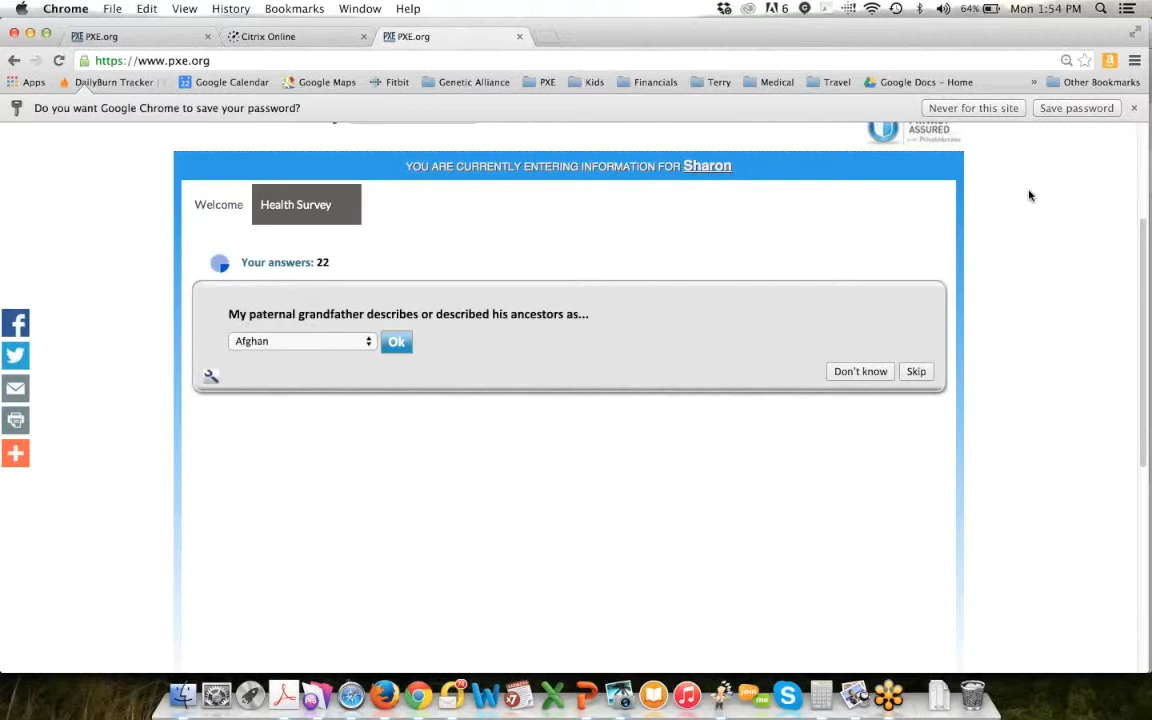 Chrome File Edit View History Bookmarks Window Help 6 64% Mon 1:54 PM
PXE PXE.org Citrix Online PXE PXE.org
https://www.pxe.org
Apps DailyBurn Tracker 22 Google Calendar Google Maps Fitbit Genetic Alliance PXE Kids Financials Terry Medical Travel Google Docs - Home » Other Bookmarks
Do you want Google Chrome to save your password? Never for this site Save password
ASSURED
YOU ARE CURRENTLY ENTERING INFORMATION FOR Sharon
Welcome Health Survey
Your answers: 22
My paternal grandfather describes or described his ancestors as...
Afghan Ok
Don't know Skip